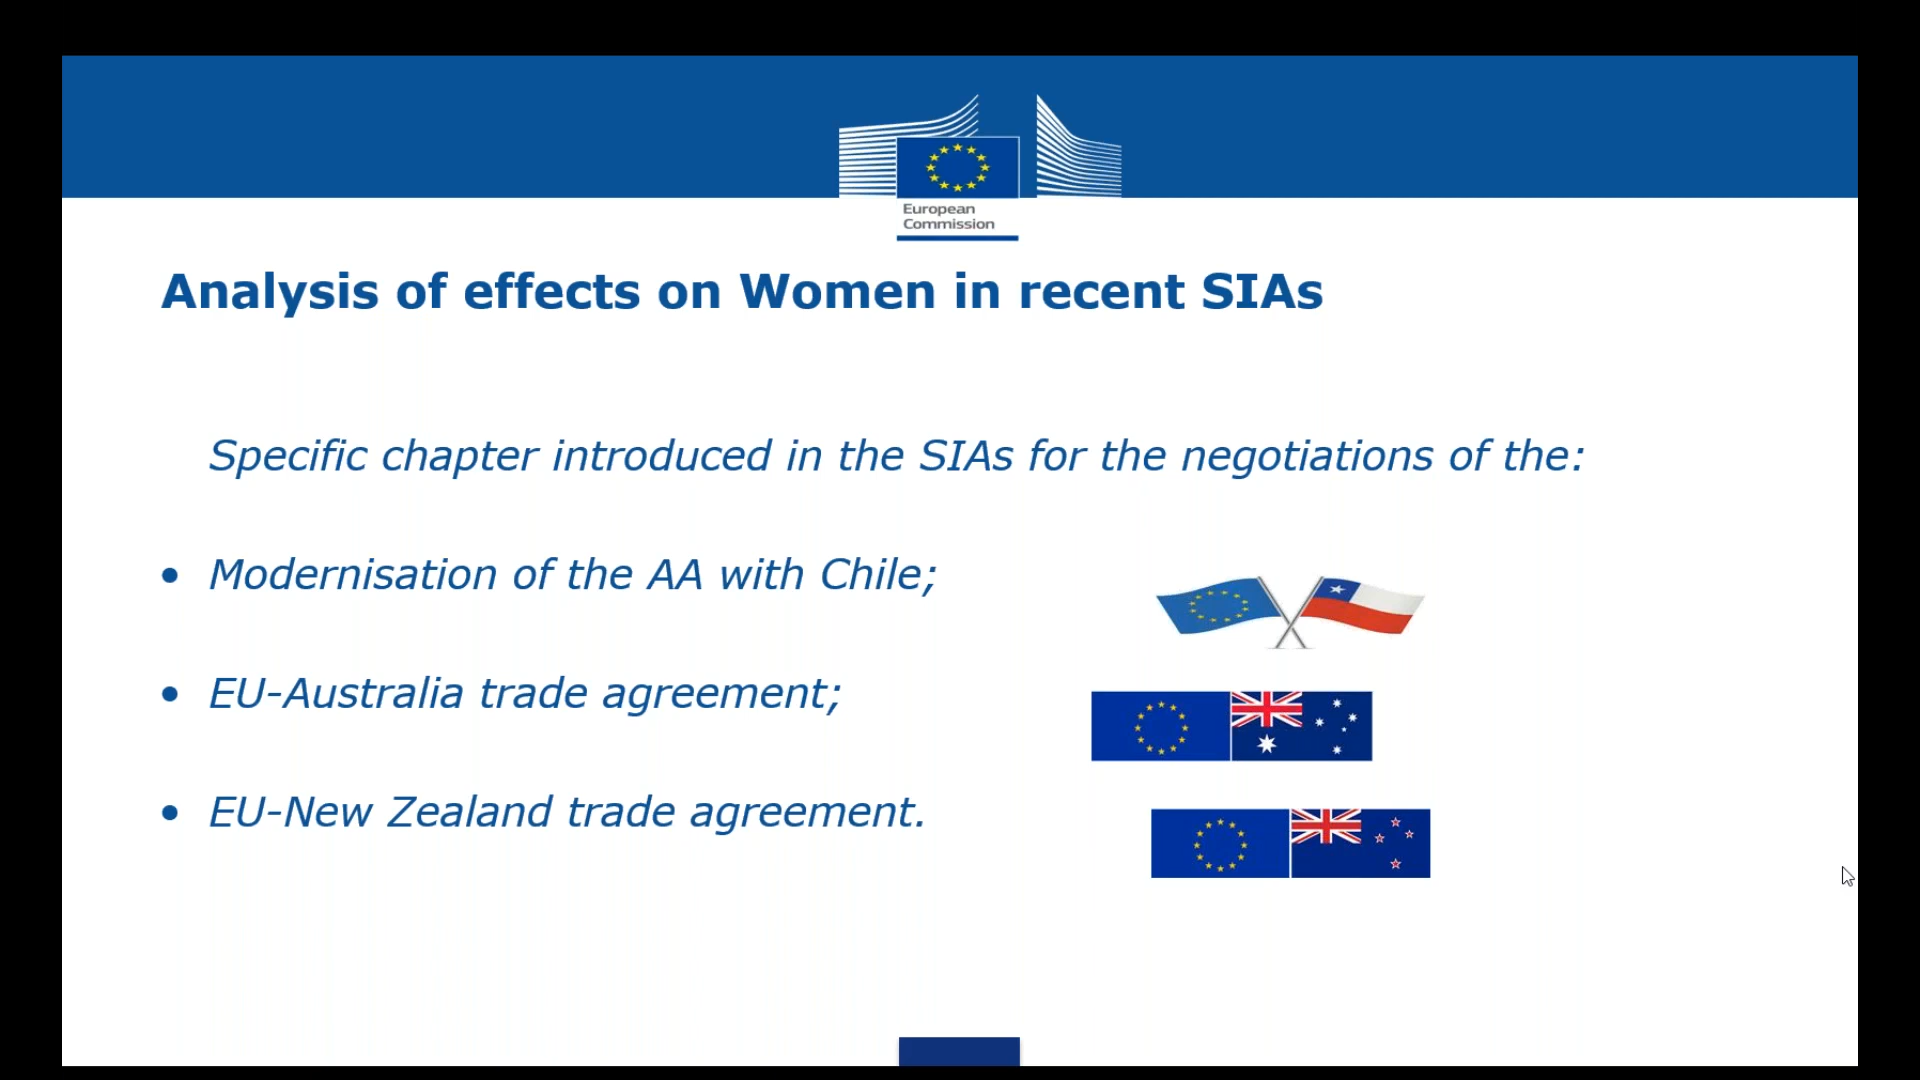 European
Commission
Analysis of effects on Women in recent SIAs
Specific chapter introduced in the SIAs for the negotiations of the:
• Modernisation of the AA with Chile;
• EU-Australia trade agreement;
• EU-New Zealand trade agreement.